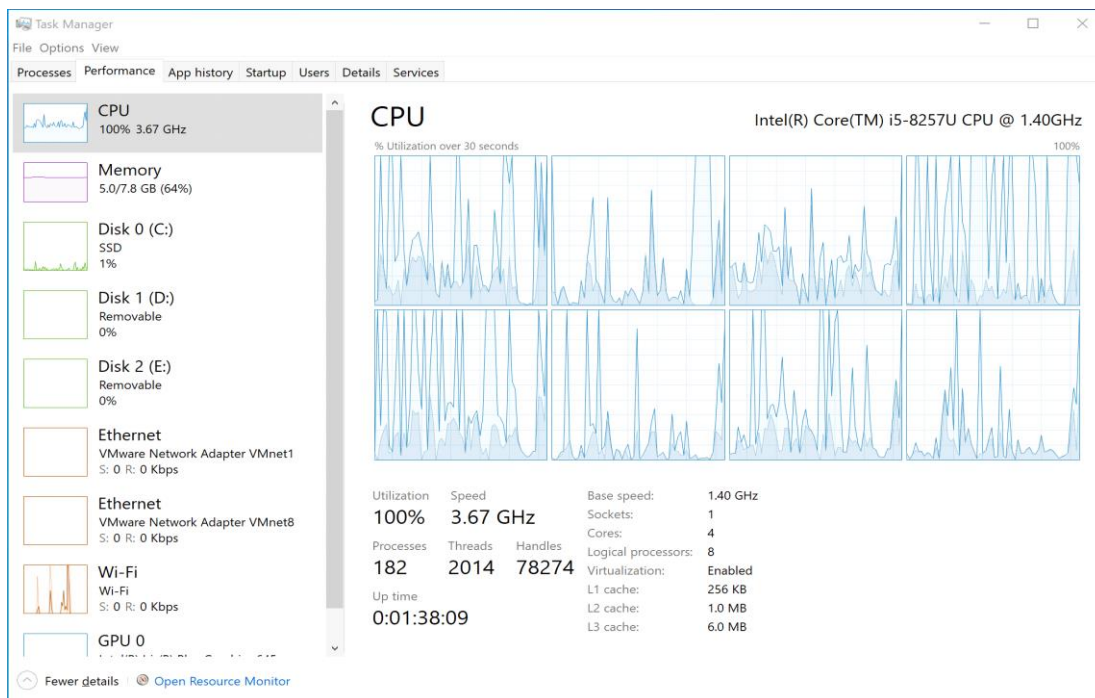 Task Manager
File Options View
Processes Performance App history Startup Users Details Services
CPU
100% 3.67 GHz
Memory
5.0/7.8 GB (64%)
Disk 0 (C:)
SSD
1%
Disk 1 (D:)
Removable
0%
Disk 2 (E:)
Removable
0%
Ethernet
VMware Network Adapter VMnet1
S: 0 R: 0 Kbps
Ethernet
VMware Network Adapter VMnet8
S: 0 R: 0 Kbps
Wi-Fi
Wi-Fi
S: 0 R: 0 Kbps
GPU 0
CPU Intel(R) Core(TM) i5-8257U CPU @ 1.40GHz
% Utilization over 30 seconds 100%
Utilization Speed
100% 3.67 GHz
Processes Threads Handles
182 2014 78274
Up time
0:01:38:09
Base speed: 1.40 GHz
Sockets: 1
Cores: 4
Logical processors: 8
Virtualization: Enabled
L1 cache: 256 KB
L2 cache: 1.0 MB
L3 cache: 6.0 MB
Fewer details Open Resource Monitor